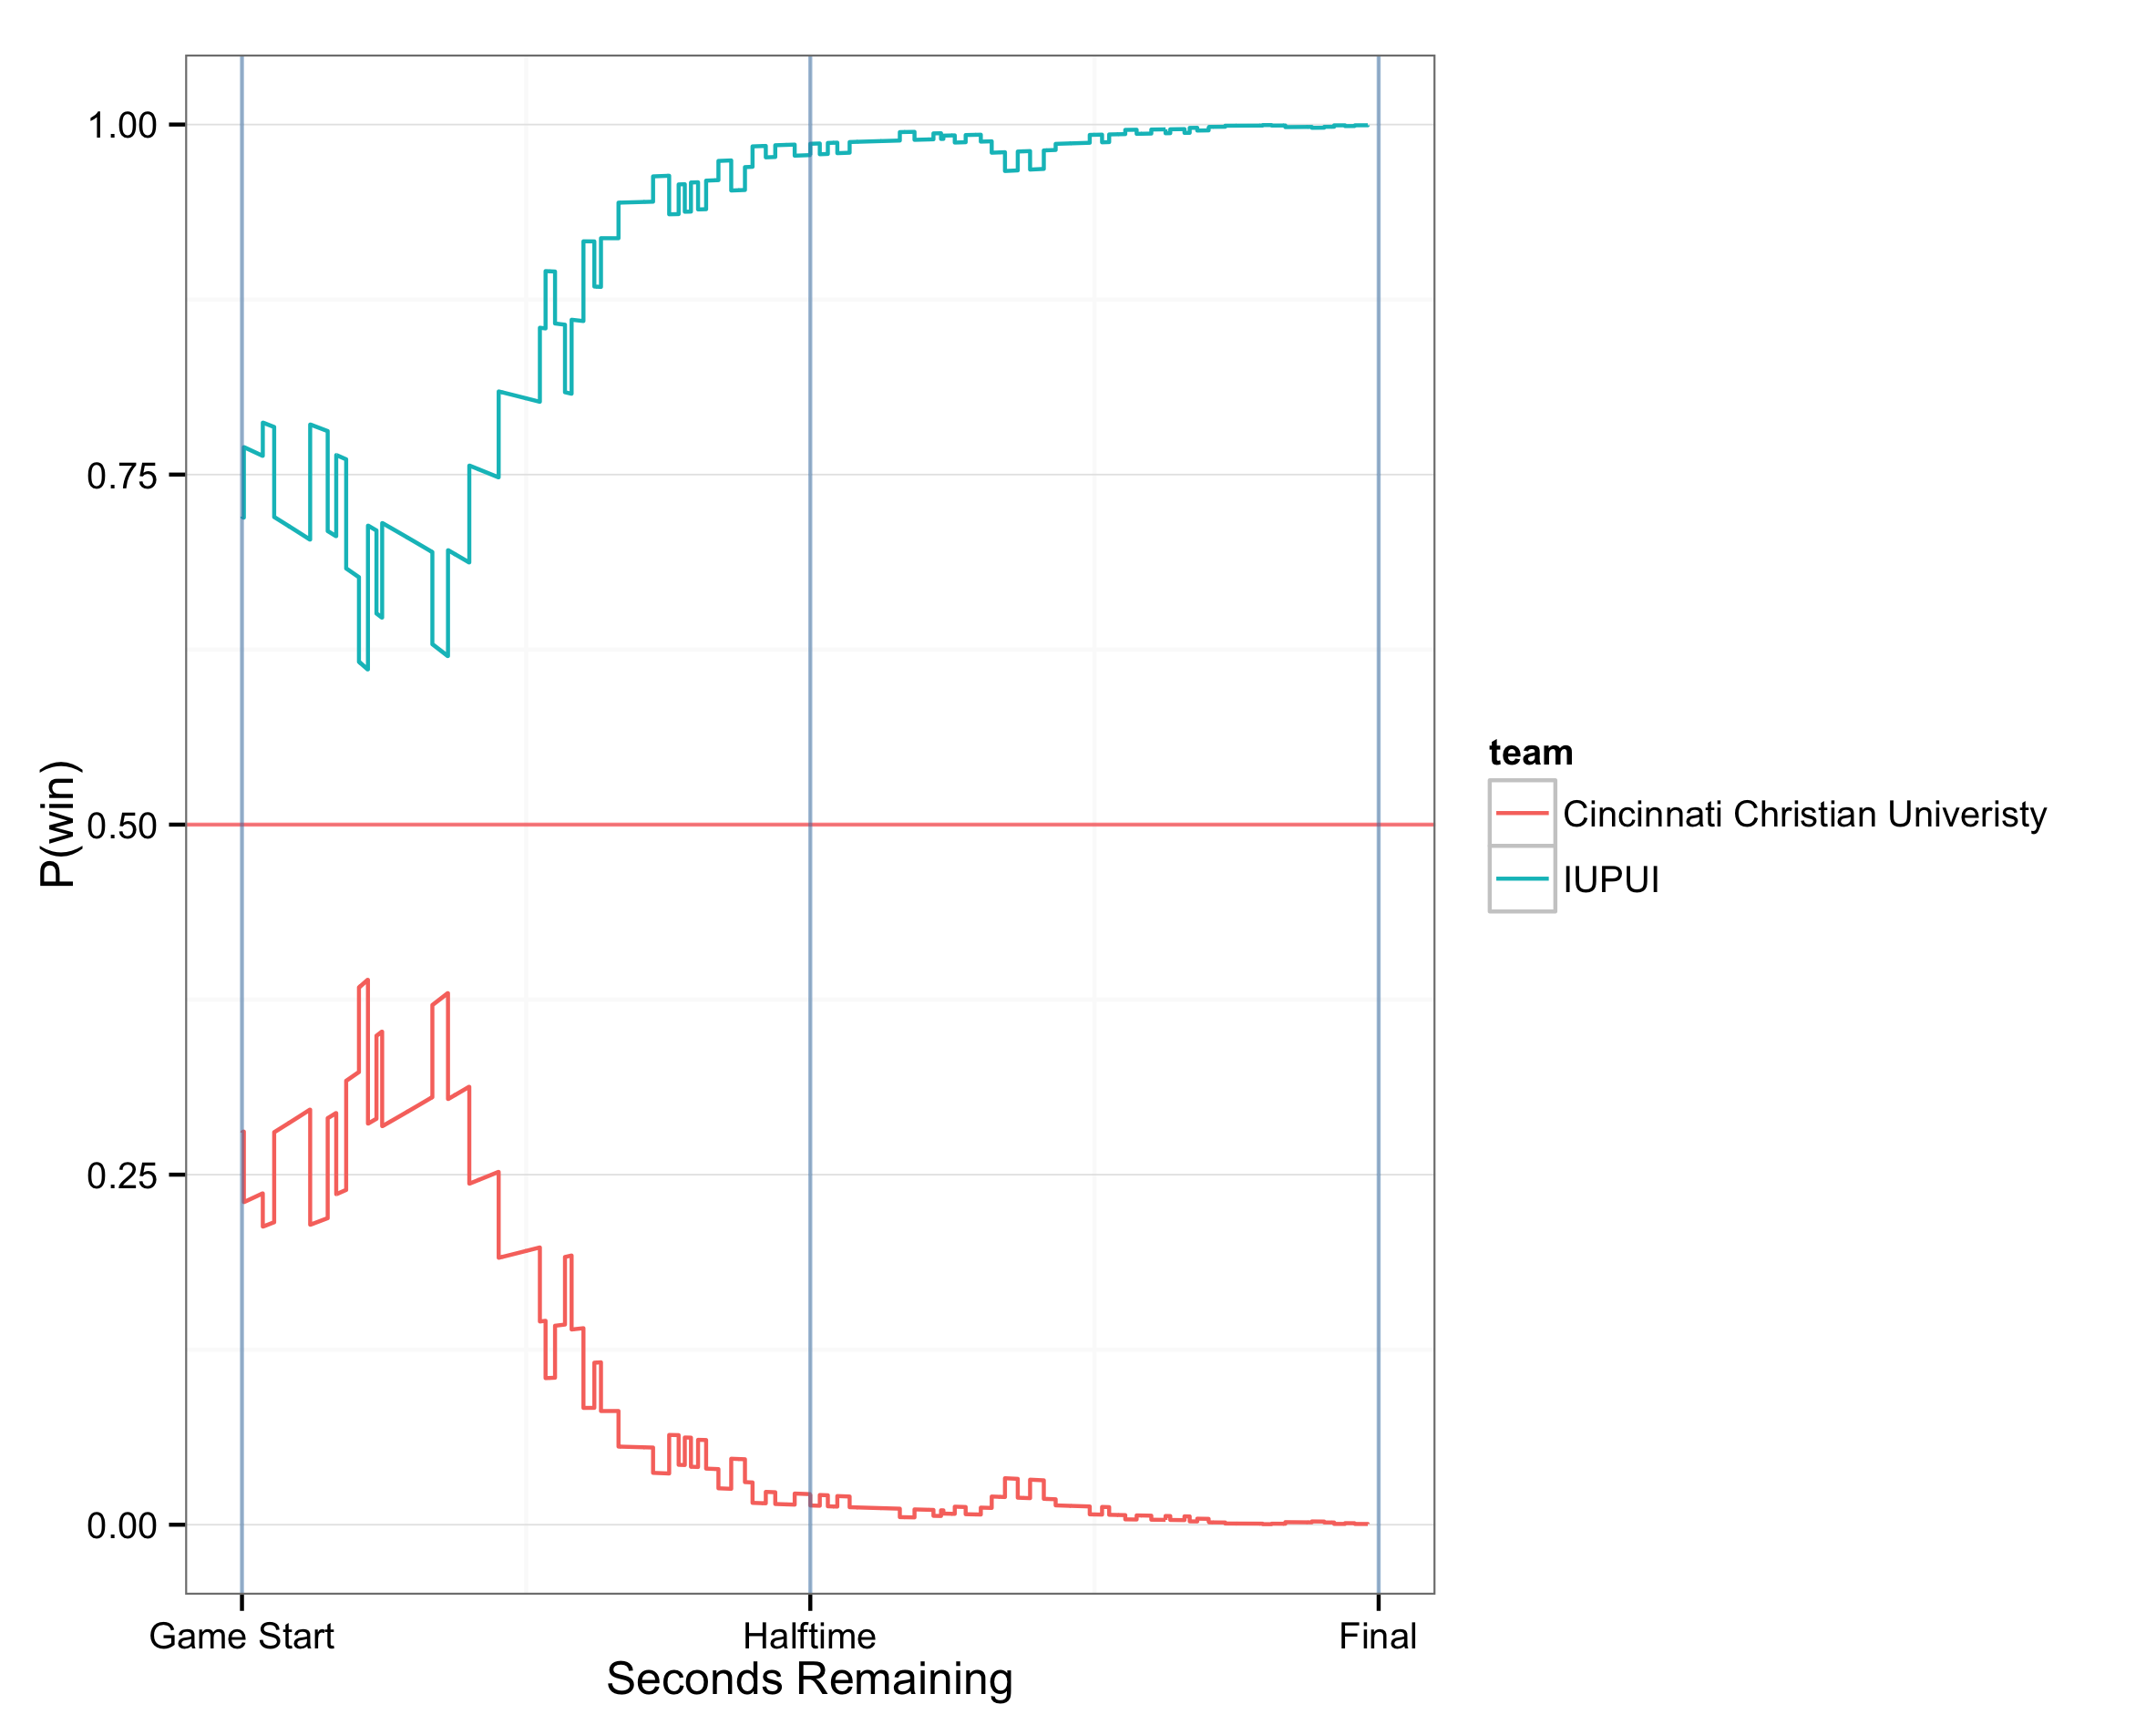 1.00
0.75
0.50
0.25
0.00
P(win)
Game Start
Halftime
Final
Seconds Remaining
team
Cincinnati Christian Univeristy
IUPUI